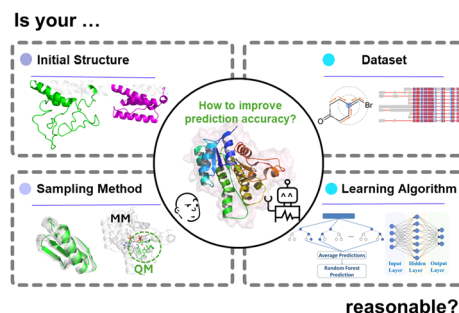 Is your ...
Initial Structure
Dataset
How to improve
prediction accuracy?
O
Br
Sampling Method
MM
QM
Learning Algorithm
Average Predictions
Random Forest
Prediction
Input
Layer
Hidden
Layer
Output
Layer
reasonable?